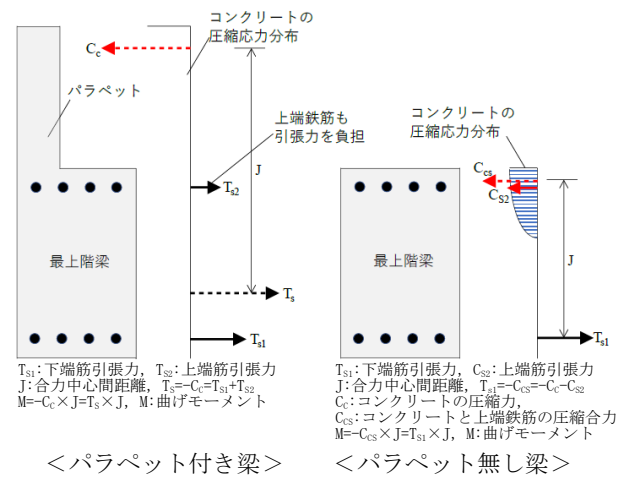 コンクリートの
圧縮応力分布
Cc
パラペット
上端鉄筋も
引張力を負担
J
Ts2
最上階梁
Ts
Ts1
TS1:下端筋引張力, TS2:上端筋引張力
J:合力中心間距離, TS=-CC=TS1+TS2
M=-CC×J=TS×J, M:曲げモーメント
<パラペット付き梁>
コンクリートの
圧縮応力分布
Ccs
CS2
最上階梁
J
Ts1
TS1:下端筋引張力, CS2:上端筋引張力
J:合力中心間距離, TS1=-CCS=-CC-CS2
CC:コンクリートの圧縮力,
CCS:コンクリートと上端鉄筋の圧縮合力
M=-CCS×J=TS1×J, M:曲げモーメント
<パラペット無し梁>